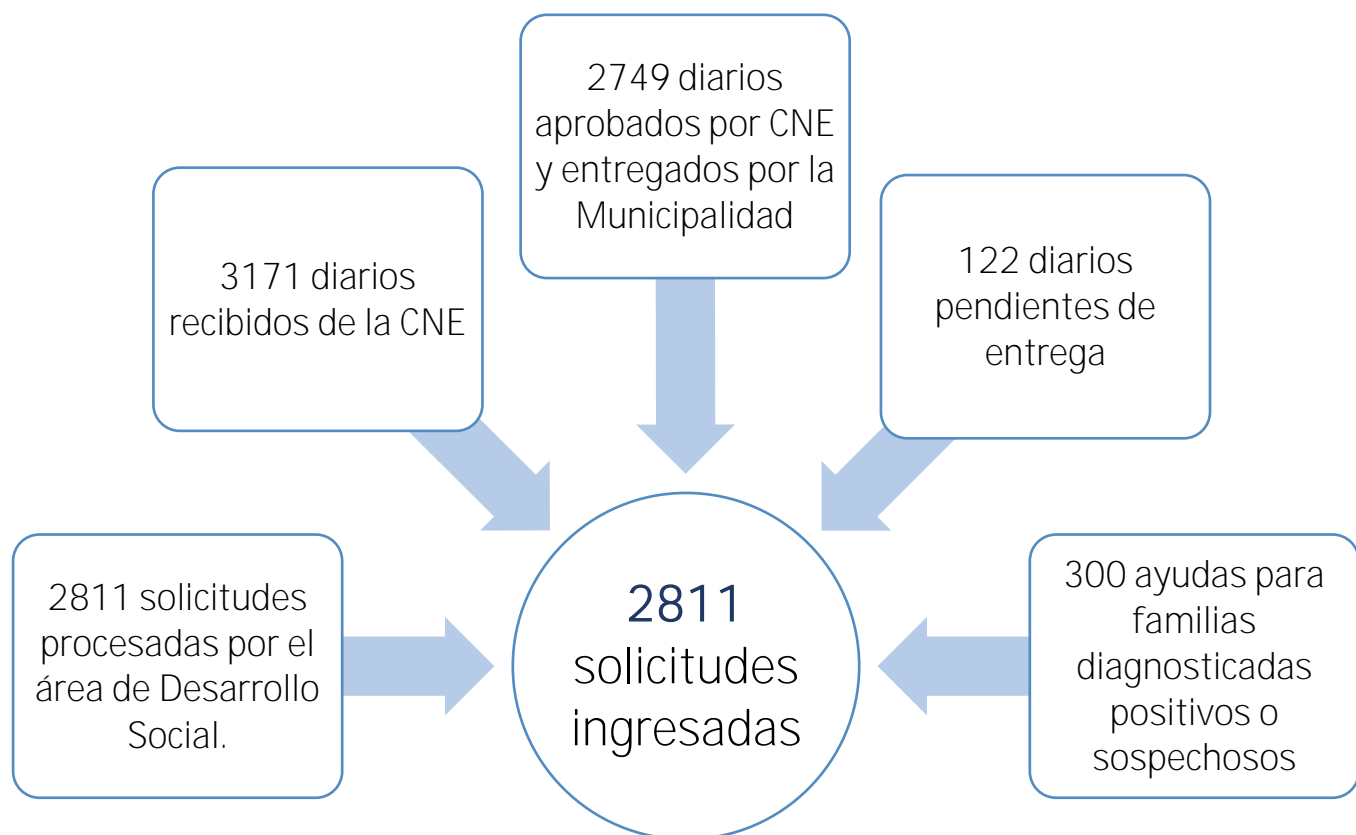 2749 diarios
aprobados por CNE
y entregados por la
Municipalidad
3171 diarios
recibidos de la CNE
122 diarios
pendientes de
entrega
2811 solicitudes
procesadas por el
área de Desarrollo
Social.
2811
solicitudes
ingresadas
300 ayudas para
familias
diagnosticadas
positivos o
sospechosos